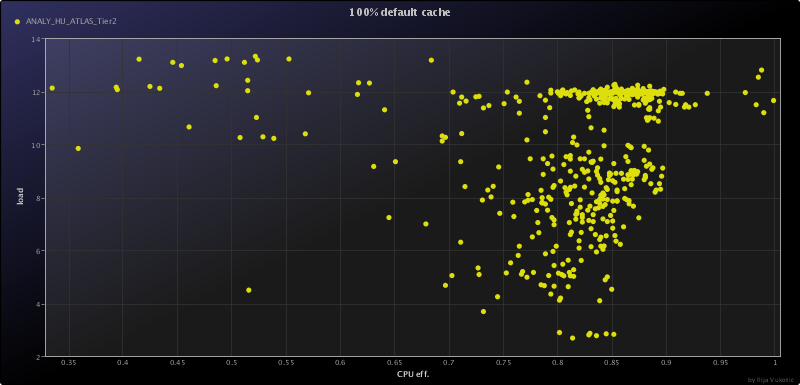 100% default cache
ANALY_HU_ATLAS_Tier2
14
12
10
8
6
4
2
load
0.35 0.4 0.45 0.5 0.55 0.6 0.65 0.7 0.75 0.8 0.85 0.9 0.95 1
CPU eff.
by Ilija Vukotic